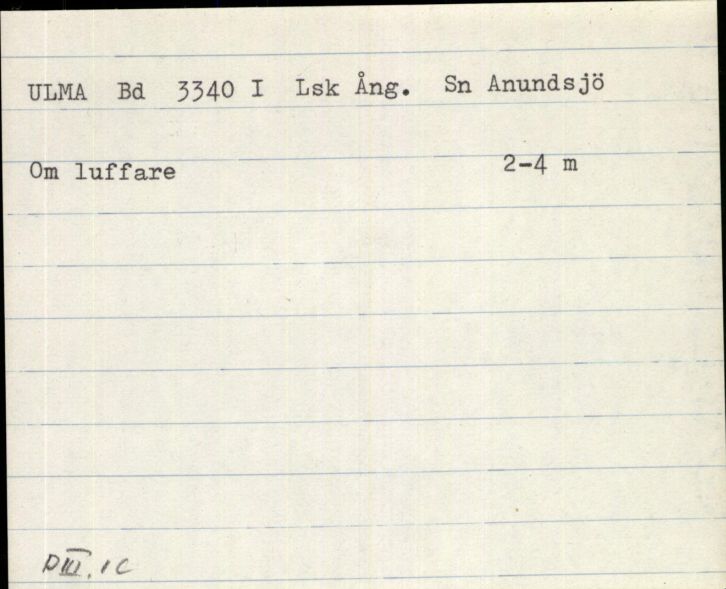 ULMA Bd 3340 I Lsk Ång. Sn Anundsjö
Om luffare 2-4 m
DIII. 1C